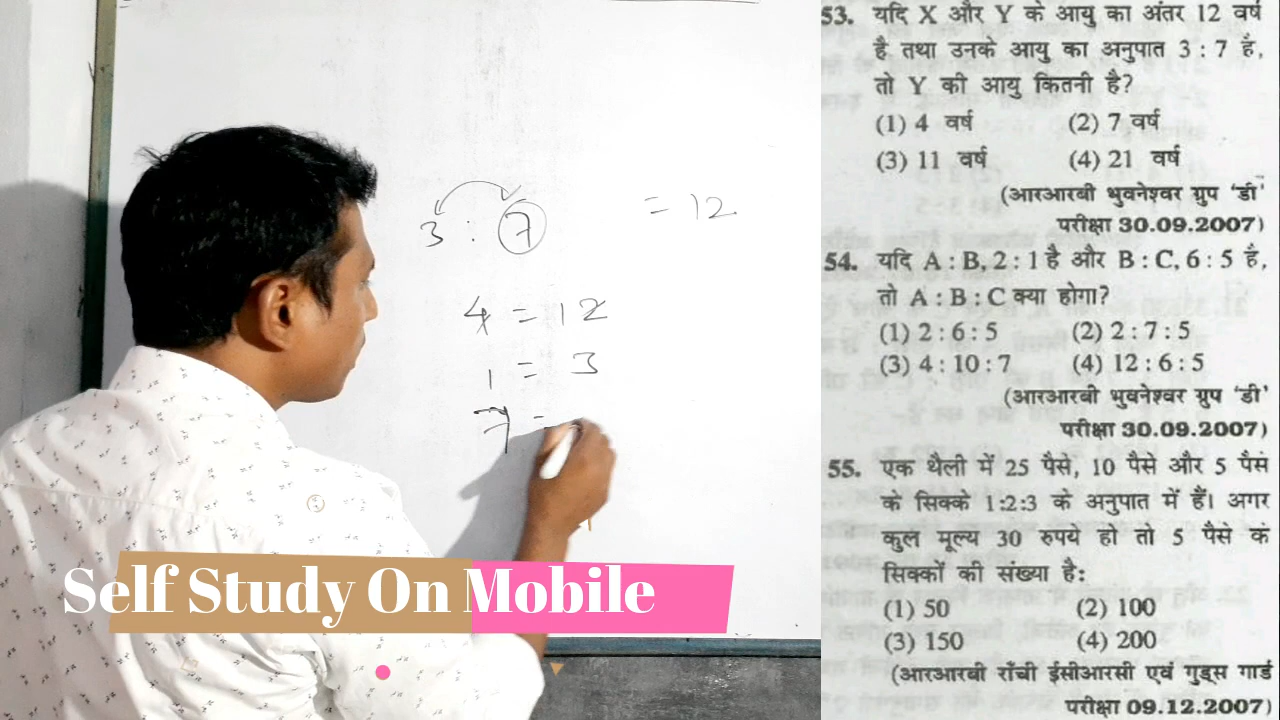 3 : 7 = 12
4 = 12
1 = 3
7 =
Self Study On Mobile
53. यदि X और Y के आयु का अंतर 12 वर्ष
है तथा उनके आयु का अनुपात 3 : 7 है,
तो Y की आयु कितनी है?
(1) 4 वर्ष (2) 7 वर्ष
(3) 11 वर्ष (4) 21 वर्ष
(आरआरबी भुवनेश्वर ग्रुप ‘डी’
परीक्षा 30.09.2007)
54. यदि A : B, 2 : 1 है और B : C, 6 : 5 है,
तो A : B : C क्या होगा?
(1) 2 : 6 : 5 (2) 2 : 7 : 5
(3) 4 : 10 : 7 (4) 12 : 6 : 5
(आरआरबी भुवनेश्वर ग्रुप ‘डी’
परीक्षा 30.09.2007)
55. एक थैली में 25 पैसे, 10 पैसे और 5 पैसे
के सिक्के 1:2:3 के अनुपात में हैं। अगर
कुल मूल्य 30 रुपये हो तो 5 पैसे के
सिक्कों की संख्या है:
(1) 50 (2) 100
(3) 150 (4) 200
(आरआरबी राँची ईसीआरसी एवं गुड्स गार्ड
परीक्षा 09.12.2007)